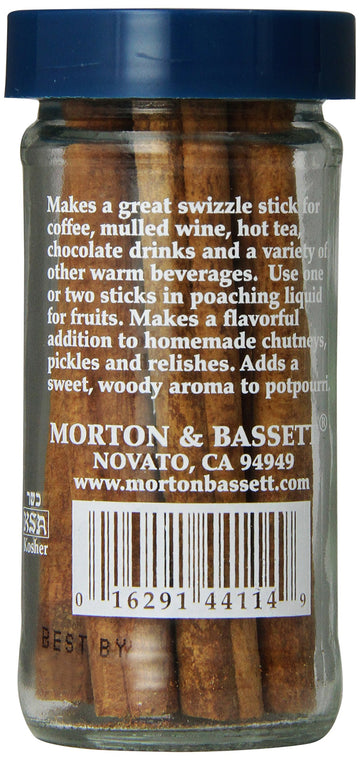 Makes a great swizzle stick for
coffee, mulled wine, hot tea,
chocolate drinks and a variety of
other warm beverages. Use one
or two sticks in poaching liquid
for fruits. Makes a flavorful
addition to homemade chutneys,
pickles and relishes. Adds a
sweet, woody aroma to potpourri.
MORTON & BASSETT®
NOVATO, CA 94949
www.mortonbassett.com
כשר
KSA
Kosher
0 16291 44114 9
BEST BY